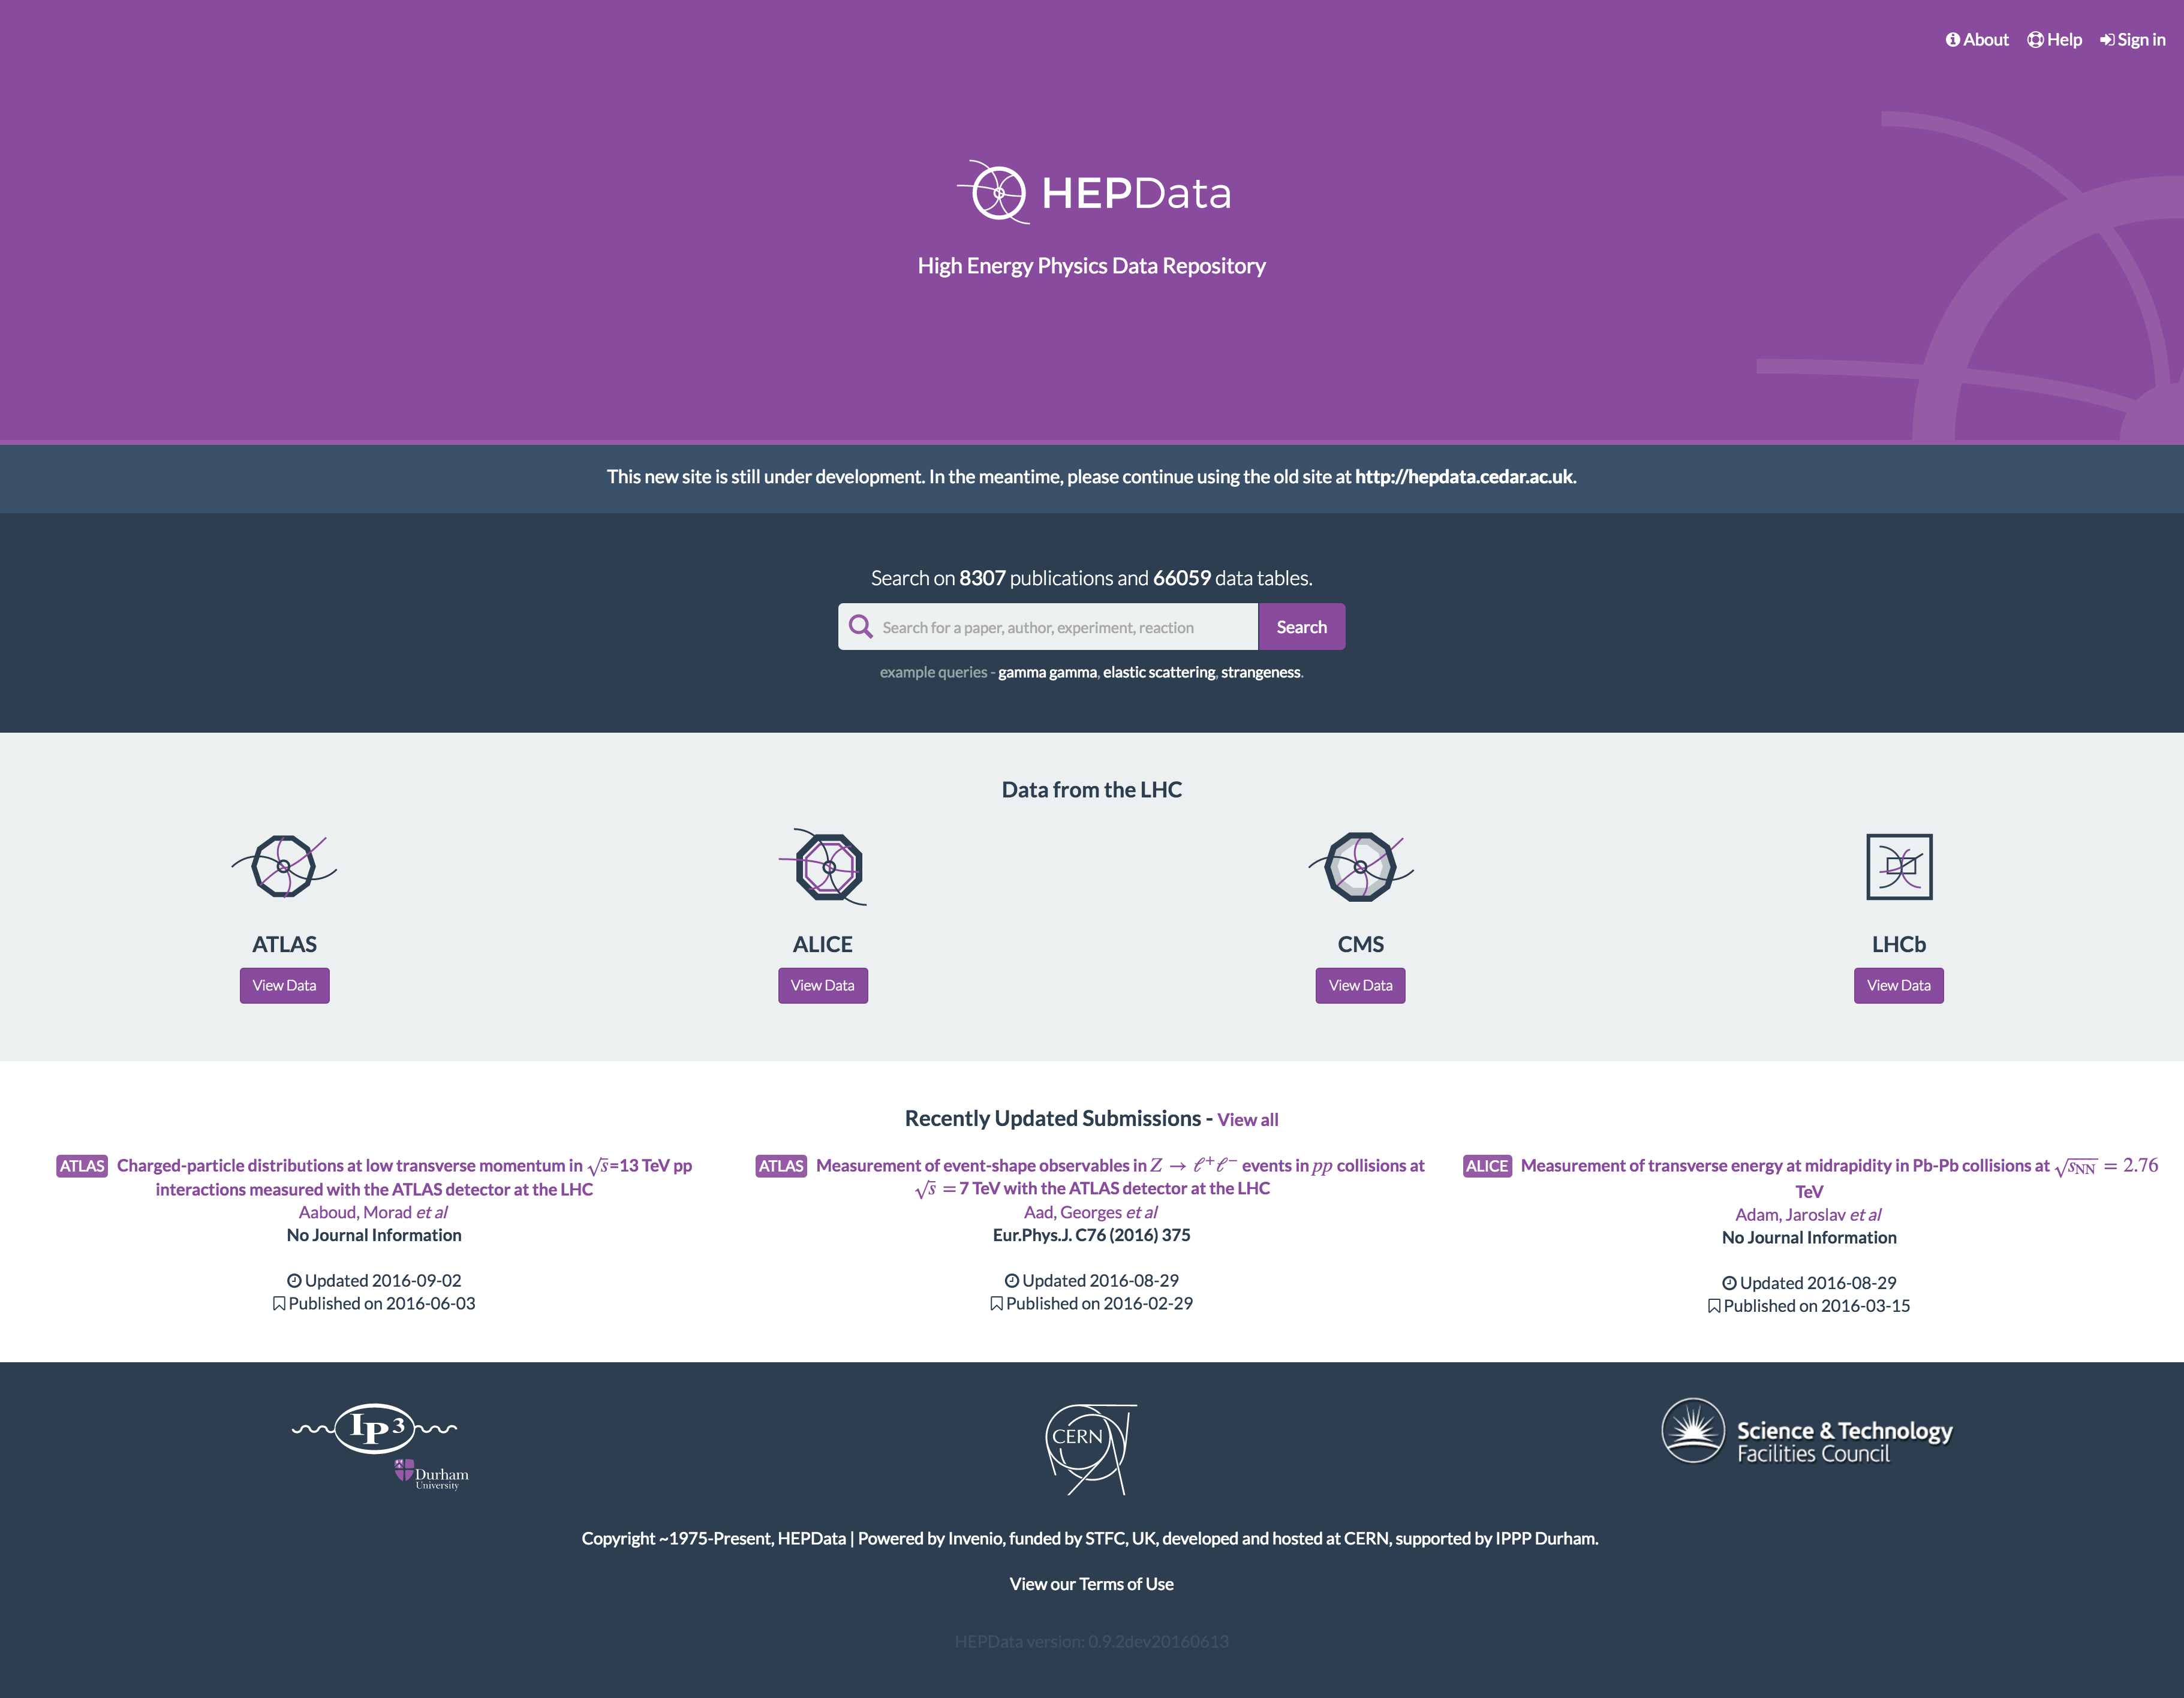 About Help Sign in
HEPData
High Energy Physics Data Repository
This new site is still under development. In the meantime, please continue using the old site at http://hepdata.cedar.ac.uk.
Search on 8307 publications and 66059 data tables.
Search for a paper, author, experiment, reaction Search
example queries - gamma gamma, elastic scattering, strangeness.
Data from the LHC
ATLAS
View Data
ALICE
View Data
CMS
View Data
LHCb
View Data
Recently Updated Submissions - View all
ATLAS Charged-particle distributions at low transverse momentum in √s=13 TeV pp
interactions measured with the ATLAS detector at the LHC
Aaboud, Morad et al
No Journal Information
Updated 2016-09-02
Published on 2016-06-03
ATLAS Measurement of event-shape observables in Z → ℓ⁺ℓ⁻ events in pp collisions at
√s = 7 TeV with the ATLAS detector at the LHC
Aad, Georges et al
Eur.Phys.J. C76 (2016) 375
Updated 2016-08-29
Published on 2016-02-29
ALICE Measurement of transverse energy at midrapidity in Pb-Pb collisions at √sNN = 2.76
TeV
Adam, Jaroslav et al
No Journal Information
Updated 2016-08-29
Published on 2016-03-15
IP3
Durham
University
CERN
Science & Technology
Facilities Council
Copyright ~1975-Present, HEPData | Powered by Invenio, funded by STFC, UK, developed and hosted at CERN, supported by IPPP Durham.
View our Terms of Use
HEPData version: 0.9.2dev20160613